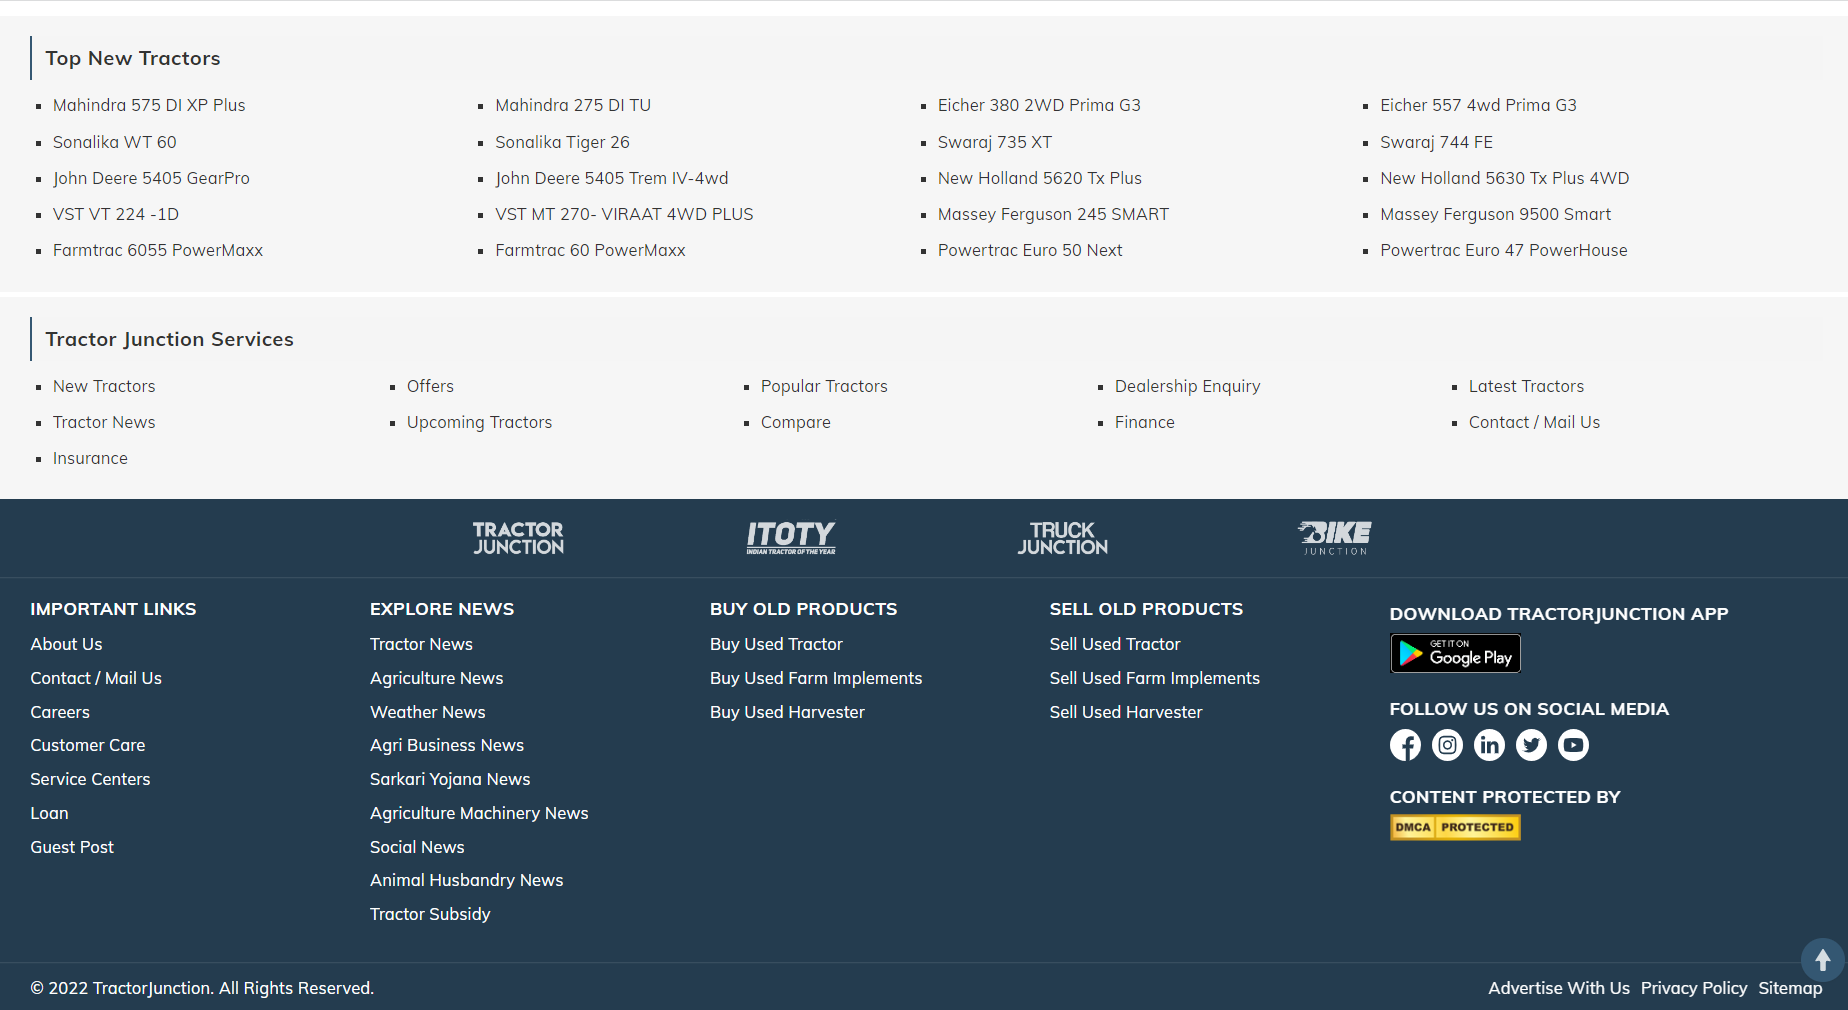 Top New Tractors
Mahindra 575 DI XP Plus
Mahindra 275 DI TU
Eicher 380 2WD Prima G3
Eicher 557 4wd Prima G3
Sonalika WT 60
Sonalika Tiger 26
Swaraj 735 XT
Swaraj 744 FE
John Deere 5405 GearPro
John Deere 5405 Trem IV-4wd
New Holland 5620 Tx Plus
New Holland 5630 Tx Plus 4WD
VST VT 224 -1D
VST MT 270- VIRAAT 4WD PLUS
Massey Ferguson 245 SMART
Massey Ferguson 9500 Smart
Farmtrac 6055 PowerMaxx
Farmtrac 60 PowerMaxx
Powertrac Euro 50 Next
Powertrac Euro 47 PowerHouse
Tractor Junction Services
New Tractors
Offers
Popular Tractors
Dealership Enquiry
Latest Tractors
Tractor News
Upcoming Tractors
Compare
Finance
Contact / Mail Us
Insurance
TRACTOR
JUNCTION
ITOTY
INDIAN TRACTOR OF THE YEAR
TRUCK
JUNCTION
BIKE
JUNCTION
IMPORTANT LINKS
About Us
Contact / Mail Us
Careers
Customer Care
Service Centers
Loan
Guest Post
EXPLORE NEWS
Tractor News
Agriculture News
Weather News
Agri Business News
Sarkari Yojana News
Agriculture Machinery News
Social News
Animal Husbandry News
Tractor Subsidy
BUY OLD PRODUCTS
Buy Used Tractor
Buy Used Farm Implements
Buy Used Harvester
SELL OLD PRODUCTS
Sell Used Tractor
Sell Used Farm Implements
Sell Used Harvester
DOWNLOAD TRACTORJUNCTION APP
GET IT ON
Google Play
FOLLOW US ON SOCIAL MEDIA
CONTENT PROTECTED BY
DMCA PROTECTED
© 2022 TractorJunction. All Rights Reserved.
Advertise With Us Privacy Policy Sitemap